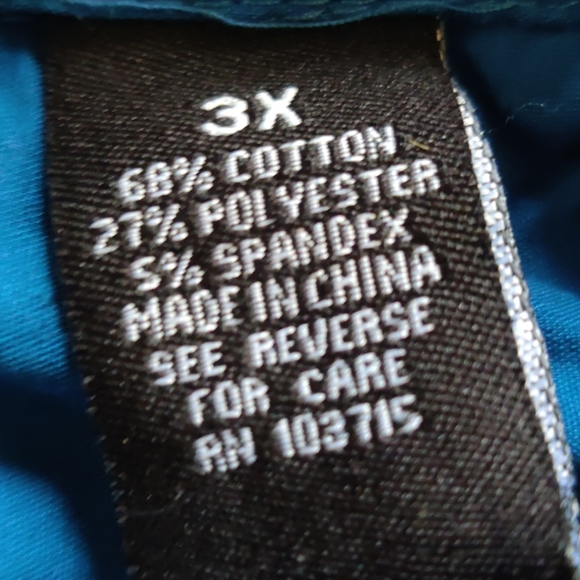 3X
68% COTTON
27% POLYESTER
5% SPANDEX
MADE IN CHINA
SEE REVERSE
FOR CARE
RN 103715